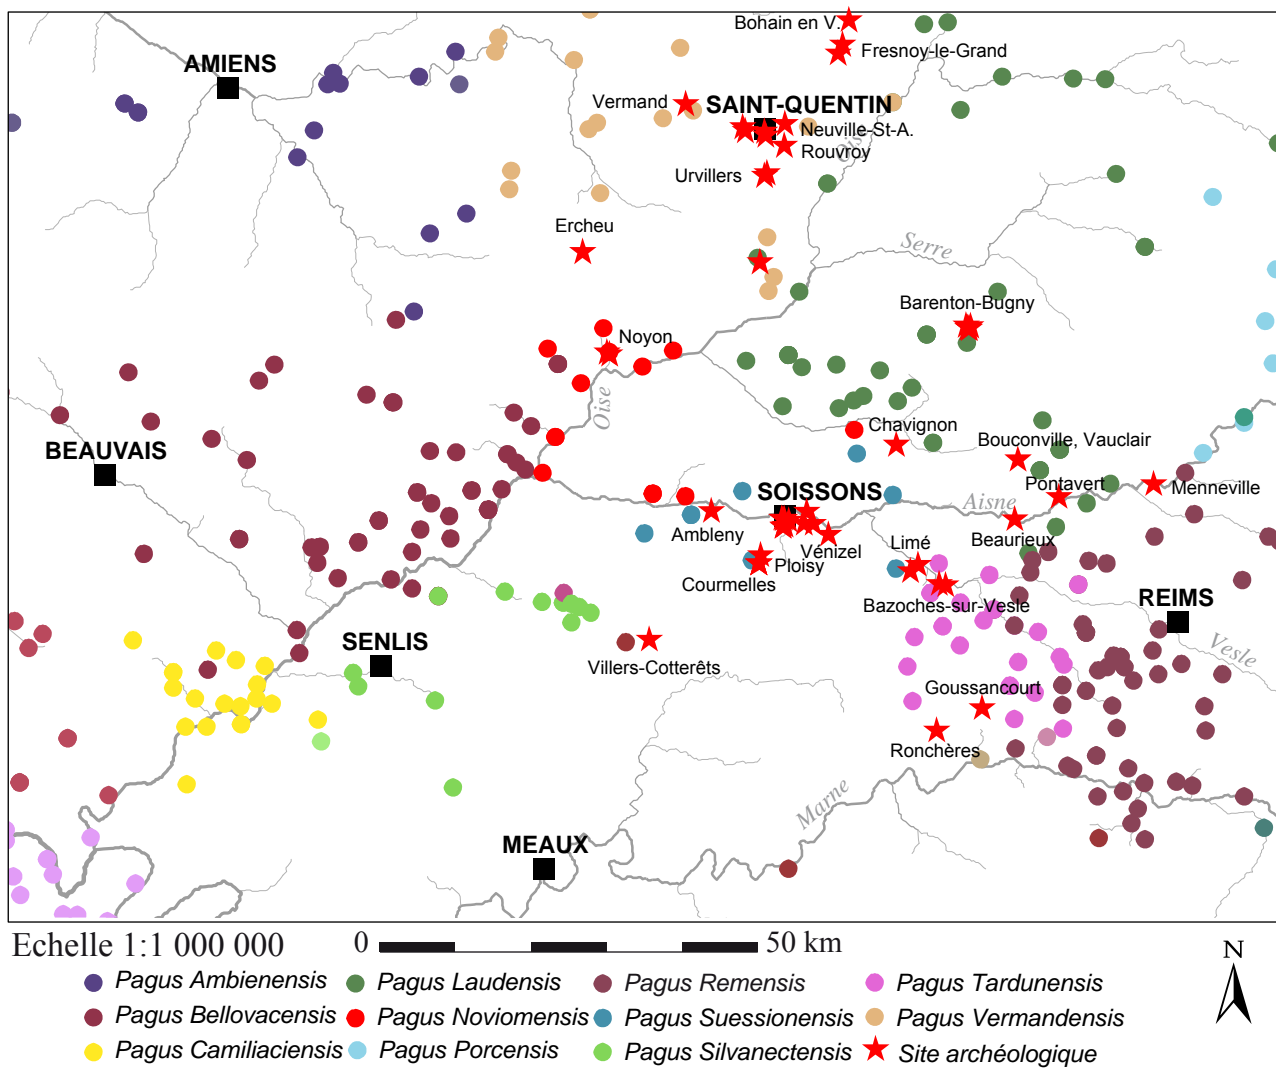 Bohain en V.
Fresnoy-le-Grand
AMIENS
Vermand
SAINT-QUENTIN
Neuville-St-A.
Oise
Rouvroy
Urvillers
Ercheu
Serre
Barenton-Bugny
Noyon
Oise
Chavignon
Bouconville, Vauclair
BEAUVAIS
Pontavert
Menneville
SOISSONS
Aisne
Ambleny
Vénizel
Beaurieux
Limé
Ploisy
Courmelles
Bazoches-sur-Vesle
REIMS
SENLIS
Vesle
Villers-Cotterêts
Goussancourt
Ronchères
Marne
MEAUX
Echelle 1:1 000 000
0
50 km
N
Pagus Ambienensis
Pagus Laudensis
Pagus Remensis
Pagus Tardunensis
Pagus Bellovacensis
Pagus Noviomensis
Pagus Suessionensis
Pagus Vermandensis
Pagus Camiliaciensis
Pagus Porcensis
Pagus Silvanectensis
Site archéologique